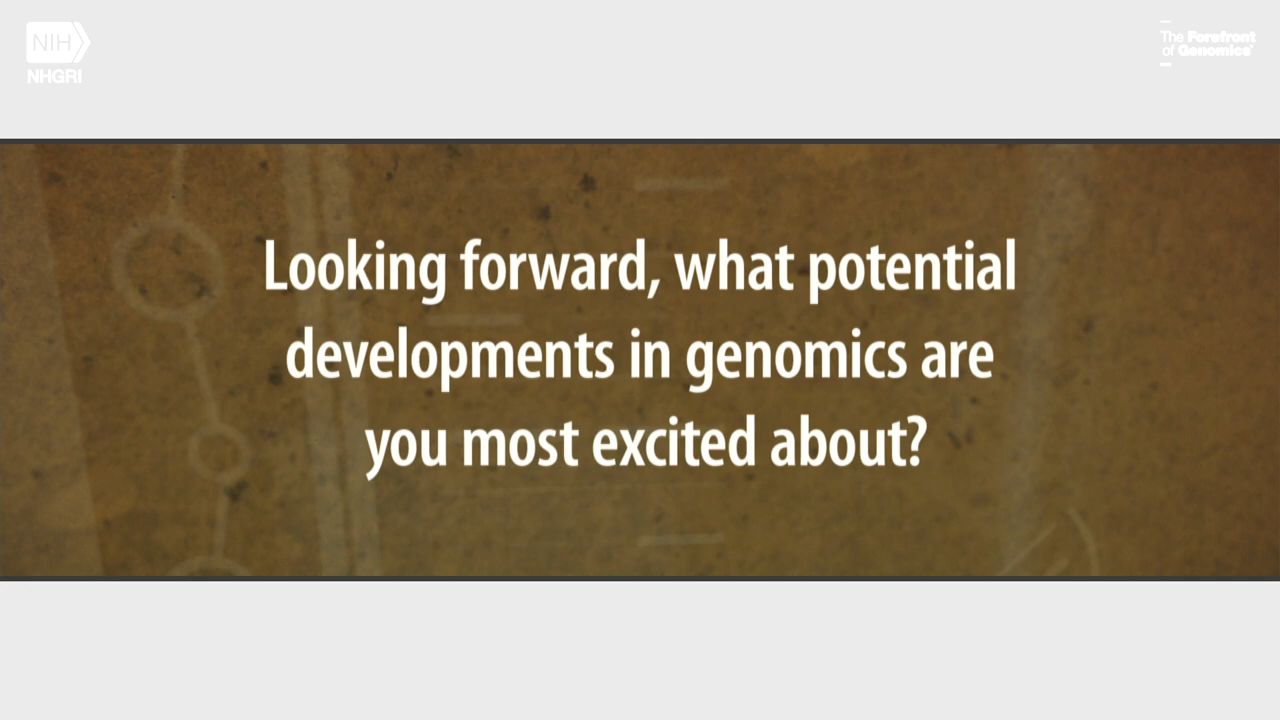 NIH
NHGRI
The Forefront
of Genomics®
Looking forward, what potential
developments in genomics are
you most excited about?